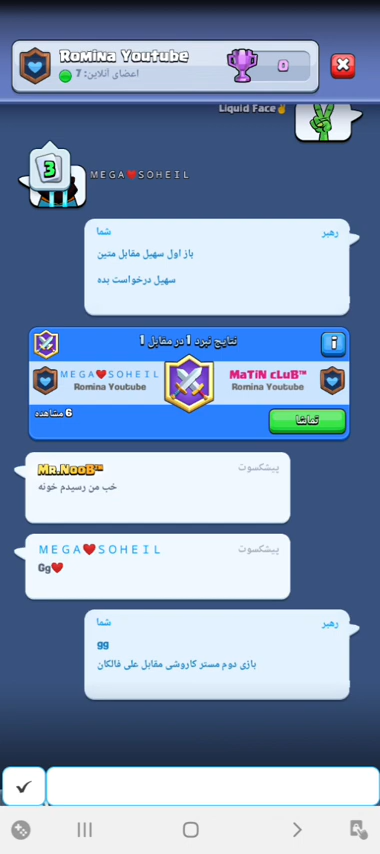 Romina Youtube
اعضای آنلاین: 7
0
Liquid Face✌
3
MEGA❤️SOHEIL
شما
رهبر
باز اول سهیل مقابل متین
سهیل درخواست بده
نتایج نبرد 1 در مقابل 1
i
MEGA❤️SOHEIL
Romina Youtube
MaTiN cLuB™
Romina Youtube
6 مشاهده
تماشا
MR.NooB™
پیشکسوت
خب من رسیدم خونه
MEGA❤️SOHEIL
پیشکسوت
Gg❤️
شما
رهبر
gg
بازی دوم مستر کاروشی مقابل علی فالکان